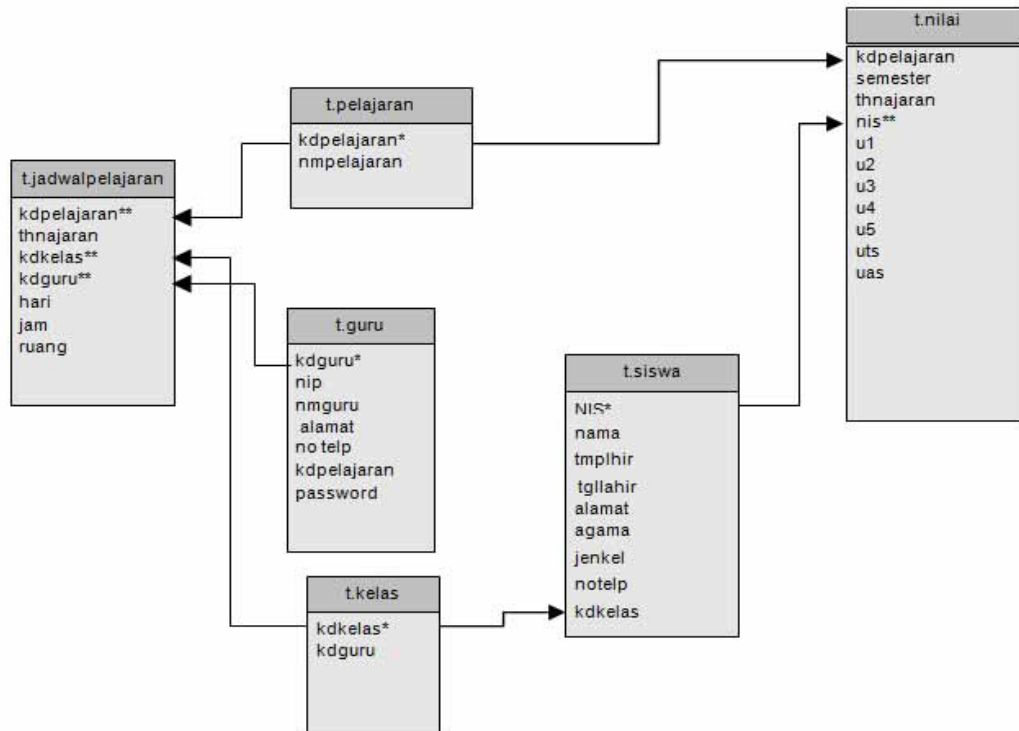 t.nilai
kdpelajaran
semester
thnajaran
nis**
u1
u2
u3
u4
u5
uts
uas
t.pelajaran
kdpelajaran*
nmpelajaran
t.jadwalpelajaran
kdpelajaran**
thnajaran
kdkelas**
kdguru**
hari
jam
ruang
t.guru
kdguru*
nip
nmguru
alamat
no telp
kdpelajaran
password
t.siswa
NIS*
nama
tmplhir
tgllahir
alamat
agama
jenkel
notelp
kdkelas
t.kelas
kdkelas*
kdguru